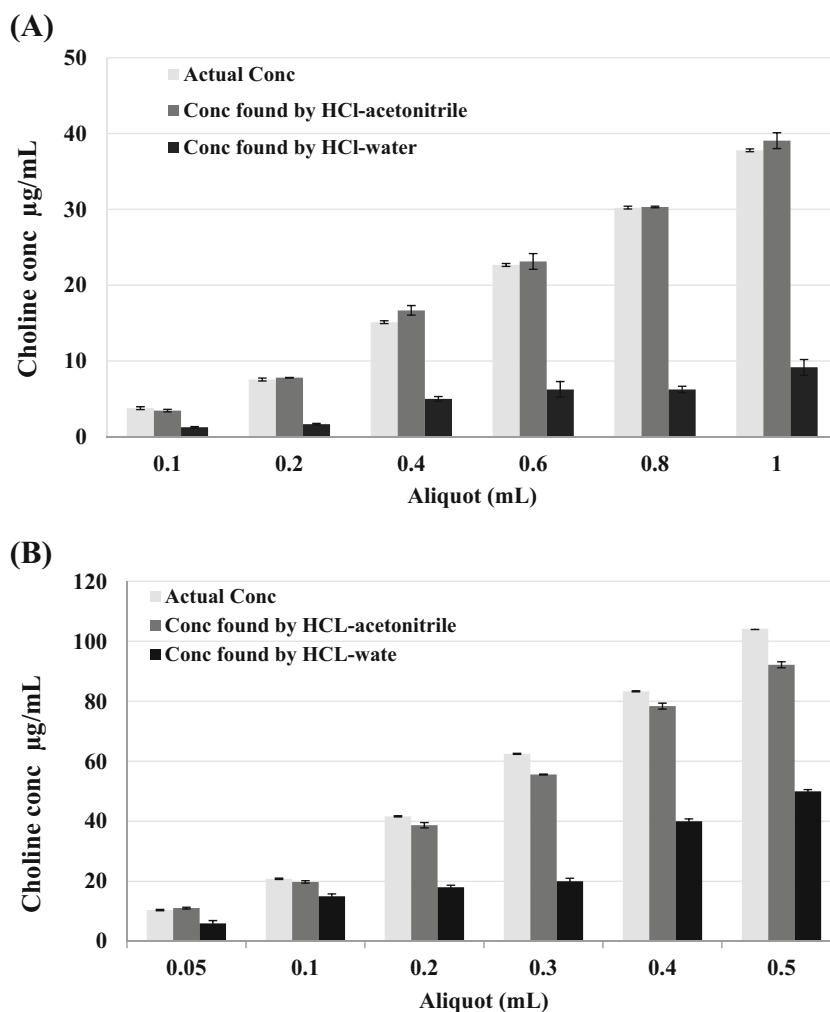 (A)
50
40
30
20
10
0
Choline conc µg/mL
Actual Conc
Conc found by HCl-acetonitrile
Conc found by HCl-water
0.1 0.2 0.4 0.6 0.8 1
Aliquot (mL)
(B)
120
100
80
60
40
20
0
Choline conc µg/mL
Actual Conc
Conc found by HCL-acetonitrile
Conc found by HCL-wate
0.05 0.1 0.2 0.3 0.4 0.5
Aliquot (mL)